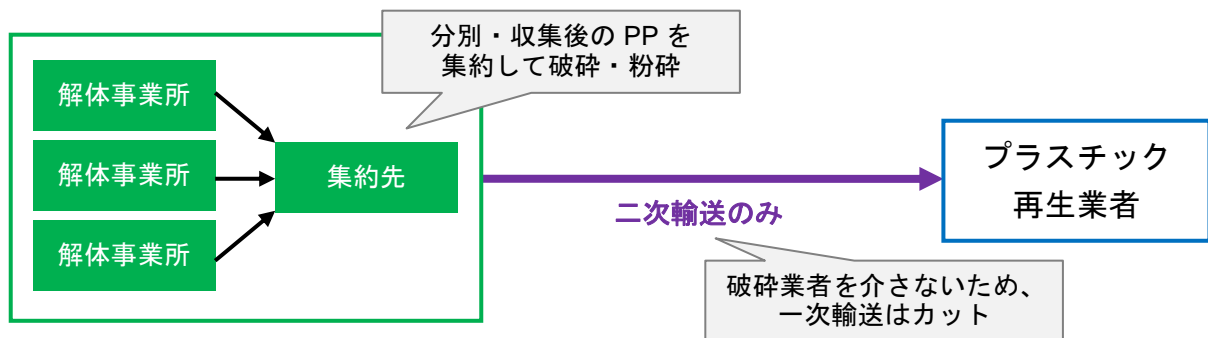 分別・収集後の PP を
集約して破砕・粉砕
解体事業所
解体事業所
解体事業所
集約先
二次輸送のみ
プラスチック
再生業者
破砕業者を介さないため、
一次輸送はカット